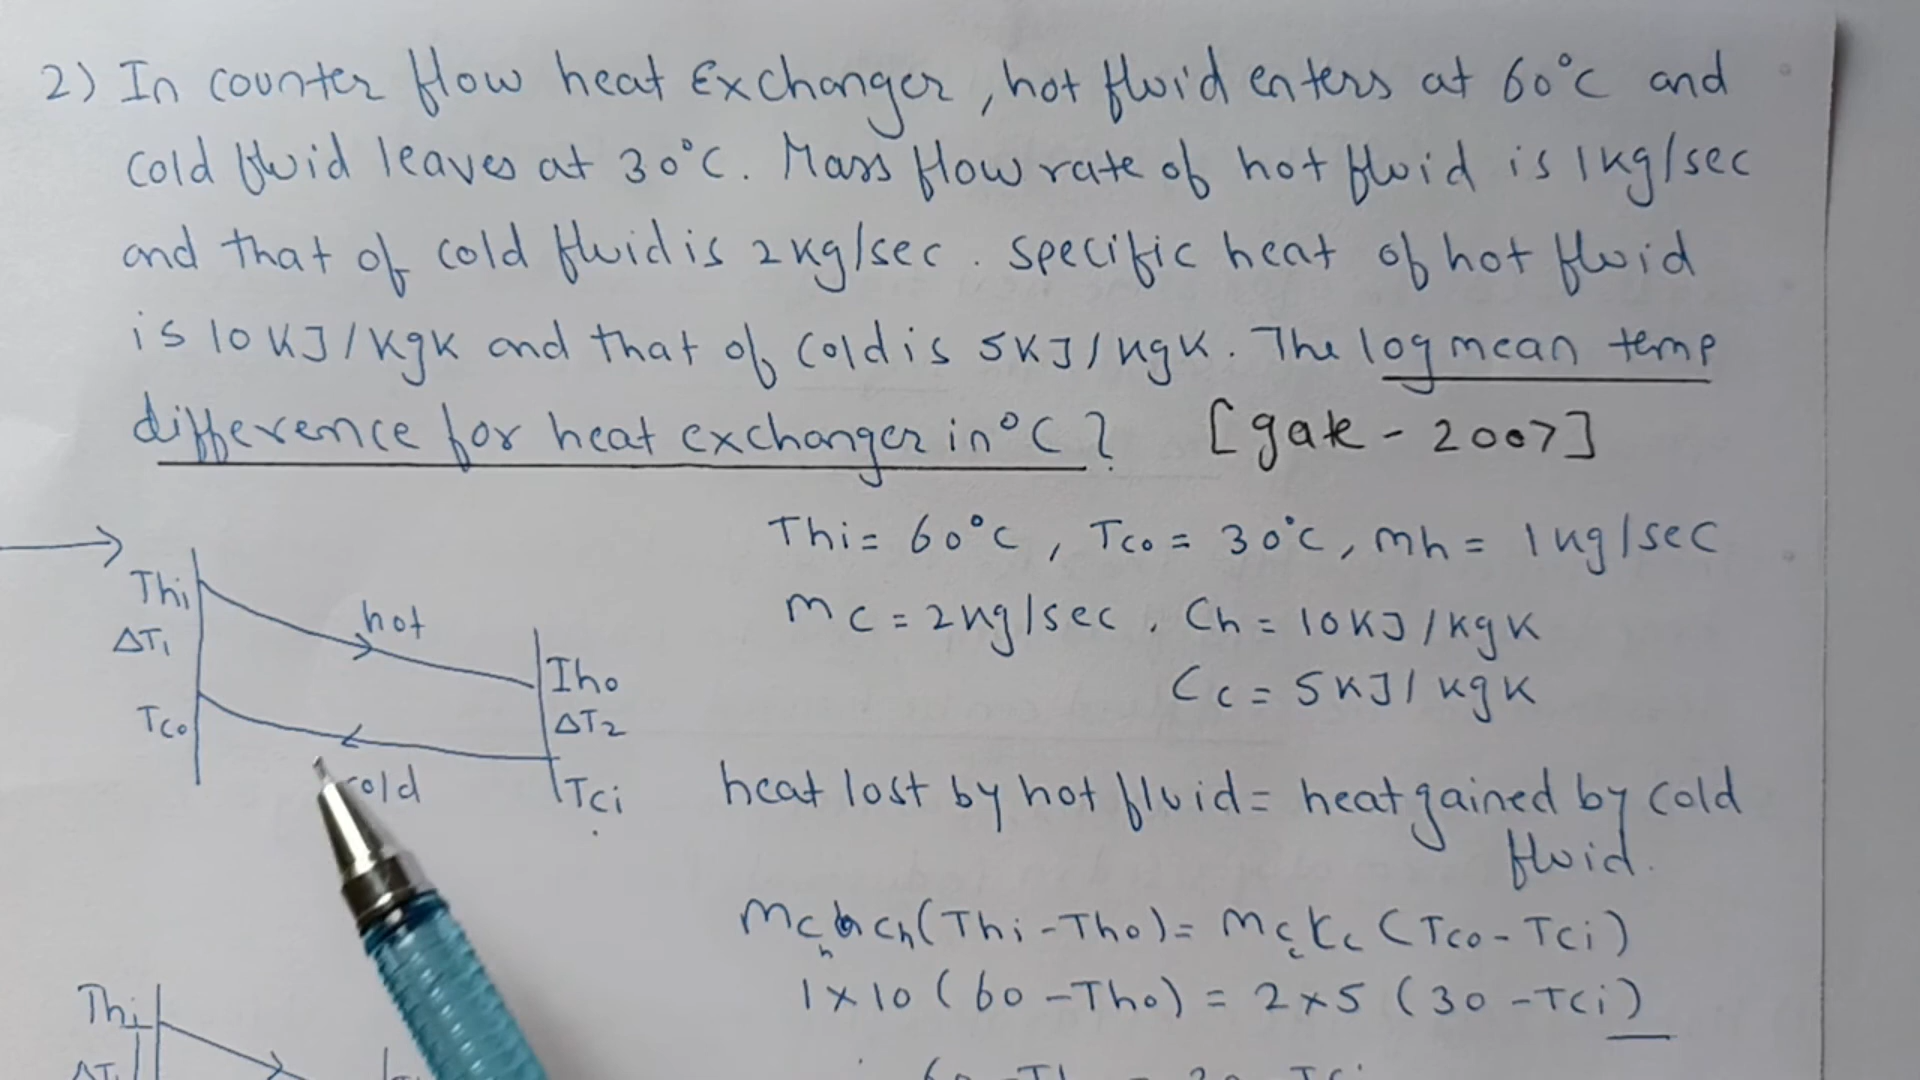 2) In counter flow heat Exchanger, hot fluid enters at 60°C and
cold fluid leaves at 30°C. Mass flow rate of hot fluid is 1kg/sec
and that of cold fluid is 2kg/sec. specific heat of hot fluid
is 10KJ/KgK and that of cold is 5KJ/KgK. The log mean temp
difference for heat exchanger in °C? [gate - 2007]
Thi = 60°C, Tco = 30°C, mh = 1kg/sec
mc = 2kg/sec, Ch = 10KJ/KgK
Cc = 5KJ/KgK
Thi
ΔT1
Tco
hot
cold
Tho
ΔT2
Tci
heat lost by hot fluid = heat gained by cold
fluid.
Ch(Thi - Tho) = (Tco - Tci)
1×10 (60 - Tho) = 2×5 (30 - Tci)
Thi
ΔT1